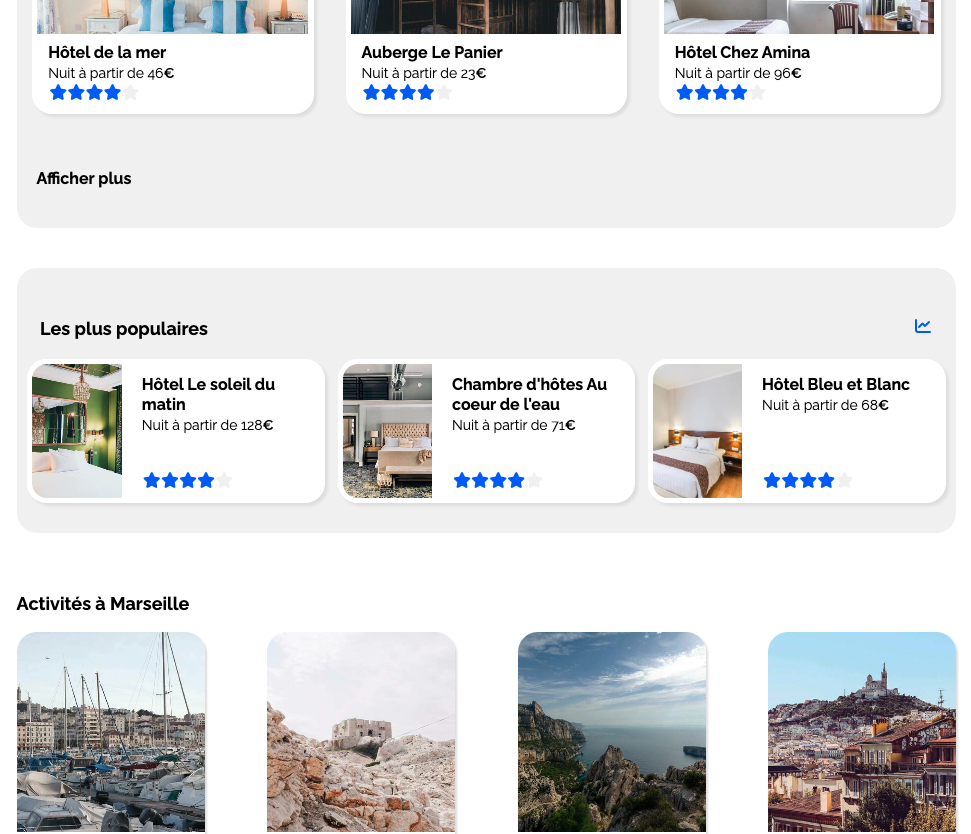 Hôtel de la mer
Nuit à partir de 46€
Auberge Le Panier
Nuit à partir de 23€
Hôtel Chez Amina
Nuit à partir de 96€
Afficher plus
Les plus populaires
Hôtel Le soleil du
matin
Nuit à partir de 128€
Chambre d'hôtes Au
coeur de l'eau
Nuit à partir de 71€
Hôtel Bleu et Blanc
Nuit à partir de 68€
Activités à Marseille